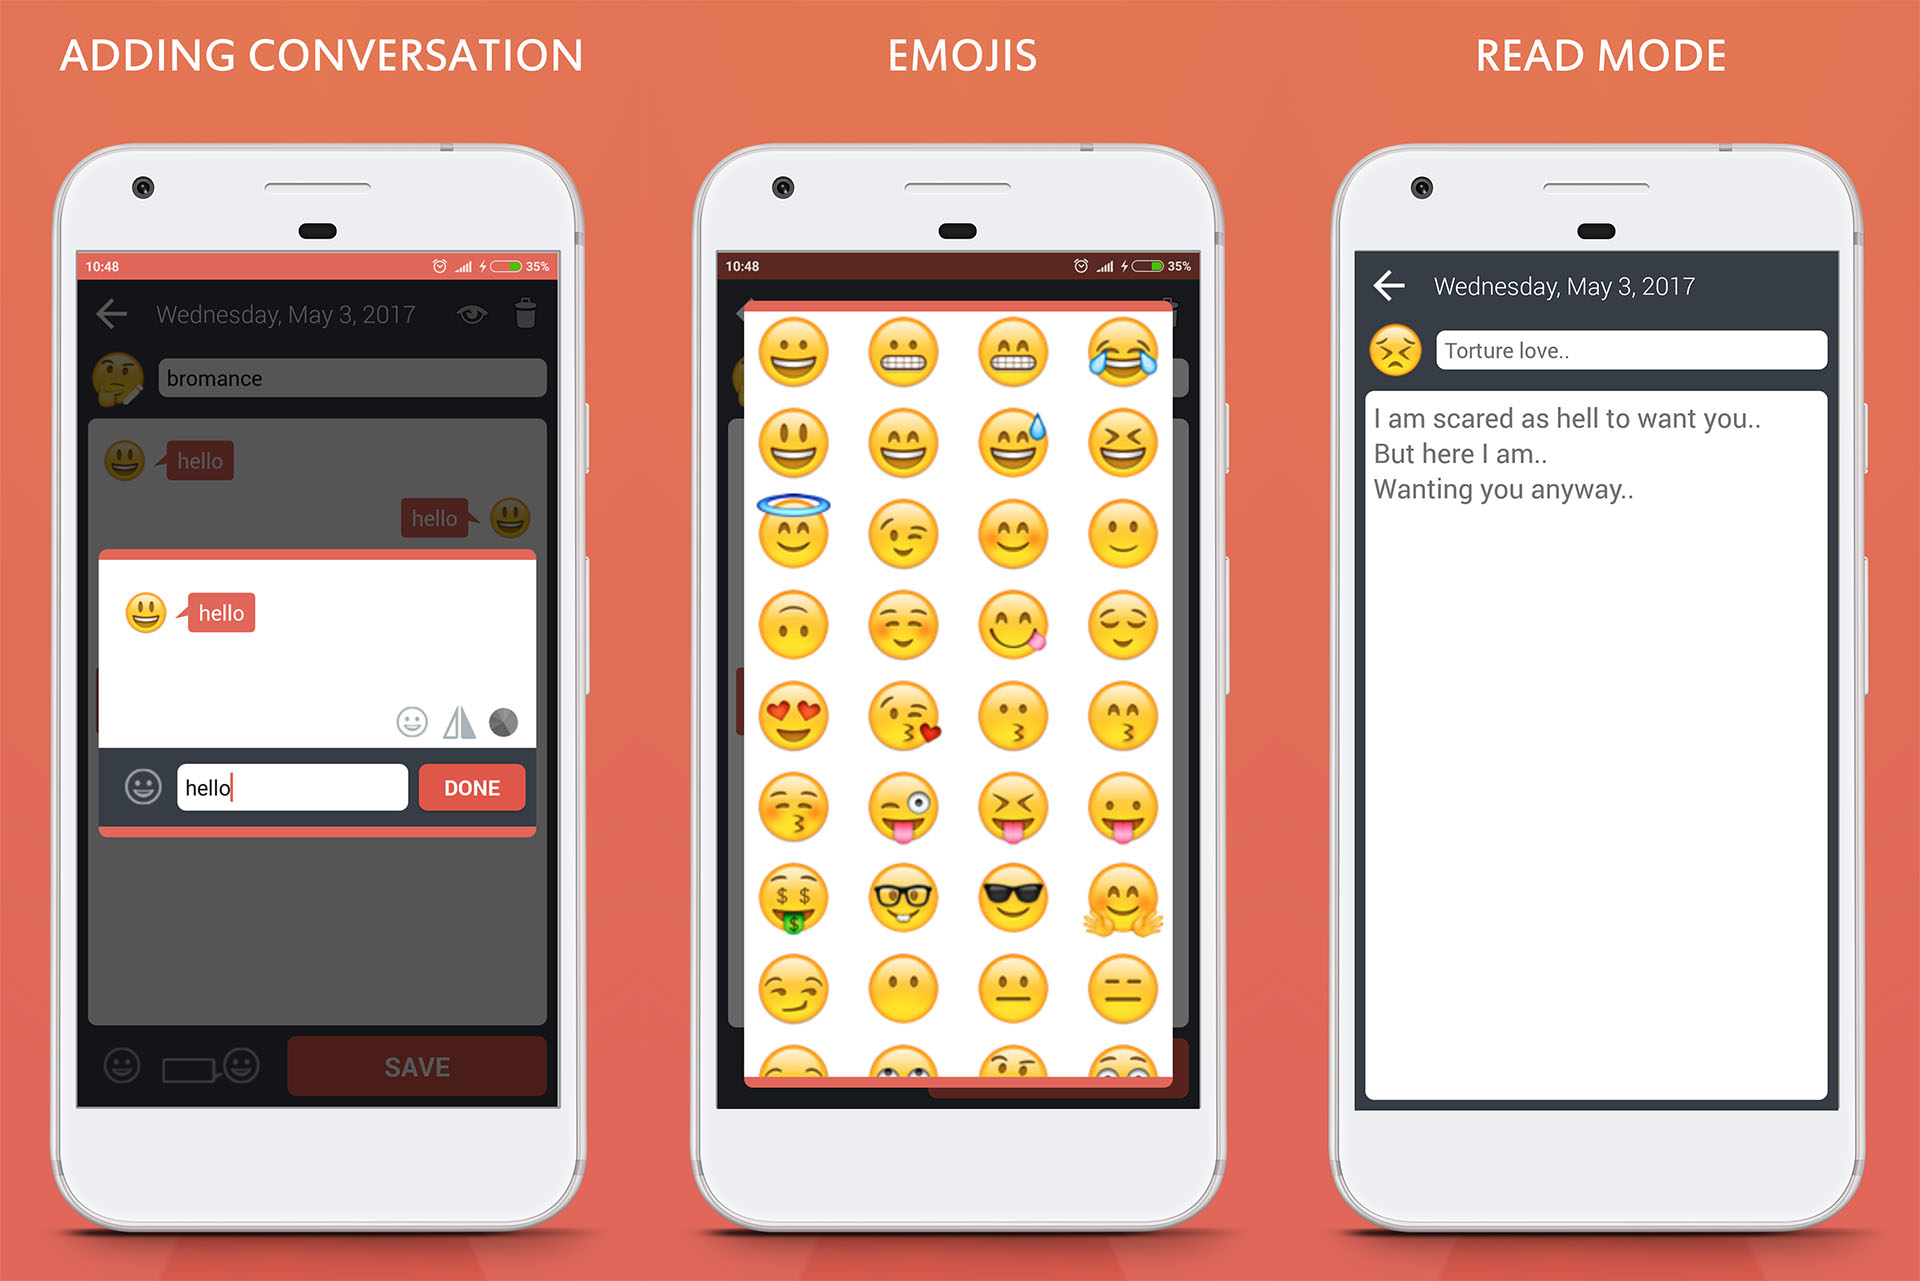 ADDING CONVERSATION
10:48
35%
Wednesday, May 3, 2017
bromance
hello
hello
hello
hello
DONE
SAVE
EMOJIS
10:48
35%
READ MODE
Wednesday, May 3, 2017
Torture love..
I am scared as hell to want you..
But here I am..
Wanting you anyway..